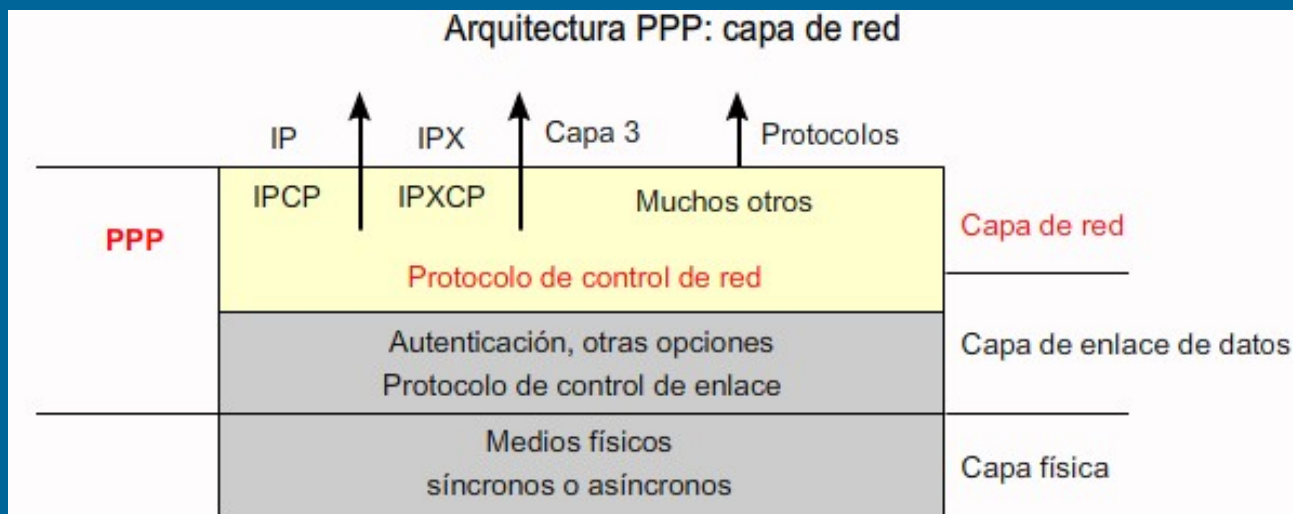 Arquitectura PPP: capa de red
IP IPX Capa 3 Protocolos
IPCP IPXCP Muchos otros
PPP
Capa de red
Protocolo de control de red
Autenticación, otras opciones
Capa de enlace de datos
Protocolo de control de enlace
Medios físicos
Capa física
síncronos o asíncronos